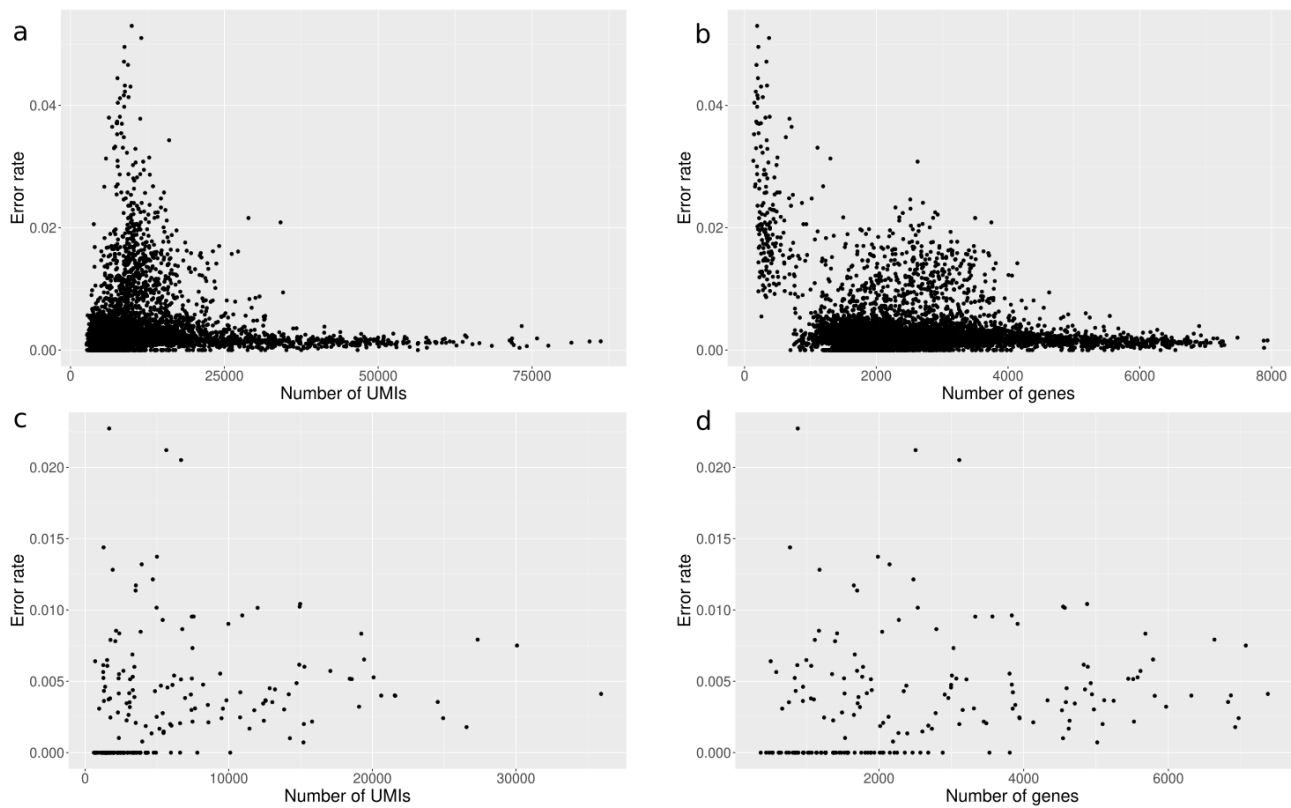 a
Error rate
0.04
0.02
0.00
0 25000 50000 75000
Number of UMIs
b
Error rate
0.04
0.02
0.00
0 2000 4000 6000 8000
Number of genes
c
Error rate
0.020
0.015
0.010
0.005
0.000
0 10000 20000 30000
Number of UMIs
d
Error rate
0.020
0.015
0.010
0.005
0.000
2000 4000 6000
Number of genes